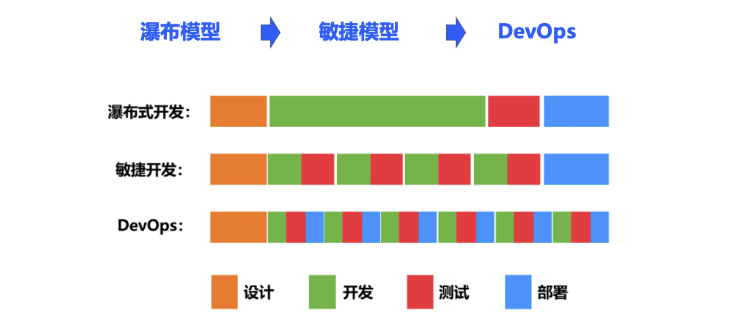 瀑布模型 敏捷模型 DevOps
瀑布式开发：
敏捷开发：
DevOps：
设计 开发 测试 部署